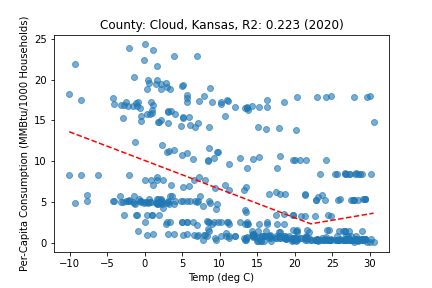 County: Cloud, Kansas, R2: 0.223 (2020)
Per-Capita Consumption (MMBtu/1000 Households)
25
20
15
10
5
0
−10 −5 0 5 10 15 20 25 30
Temp (deg C)